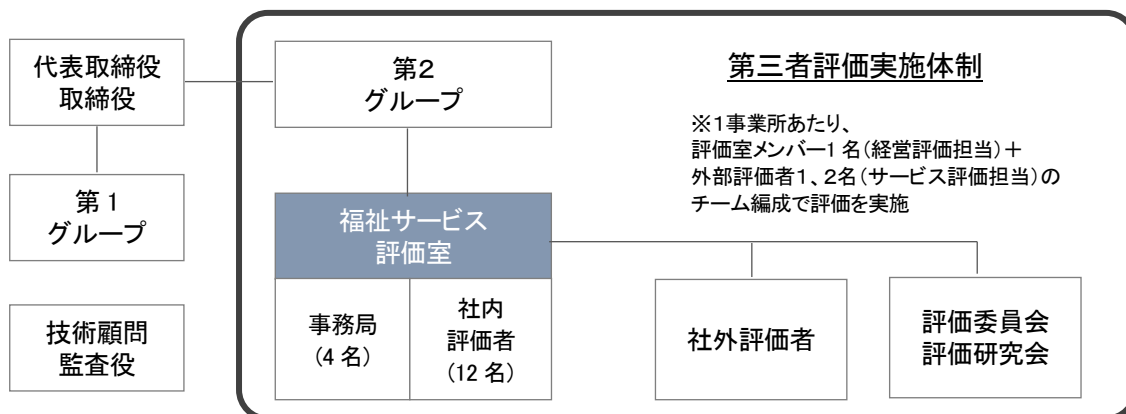 代表取締役
取締役
第1
グループ
技術顧問
監査役
第2
グループ
福祉サービス
評価室
事務局
(4 名)
社内
評価者
(12 名)
第三者評価実施体制
※1事業所あたり、
評価室メンバー1 名(経営評価担当)+
外部評価者1、2名(サービス評価担当)の
チーム編成で評価を実施
社外評価者
評価委員会
評価研究会